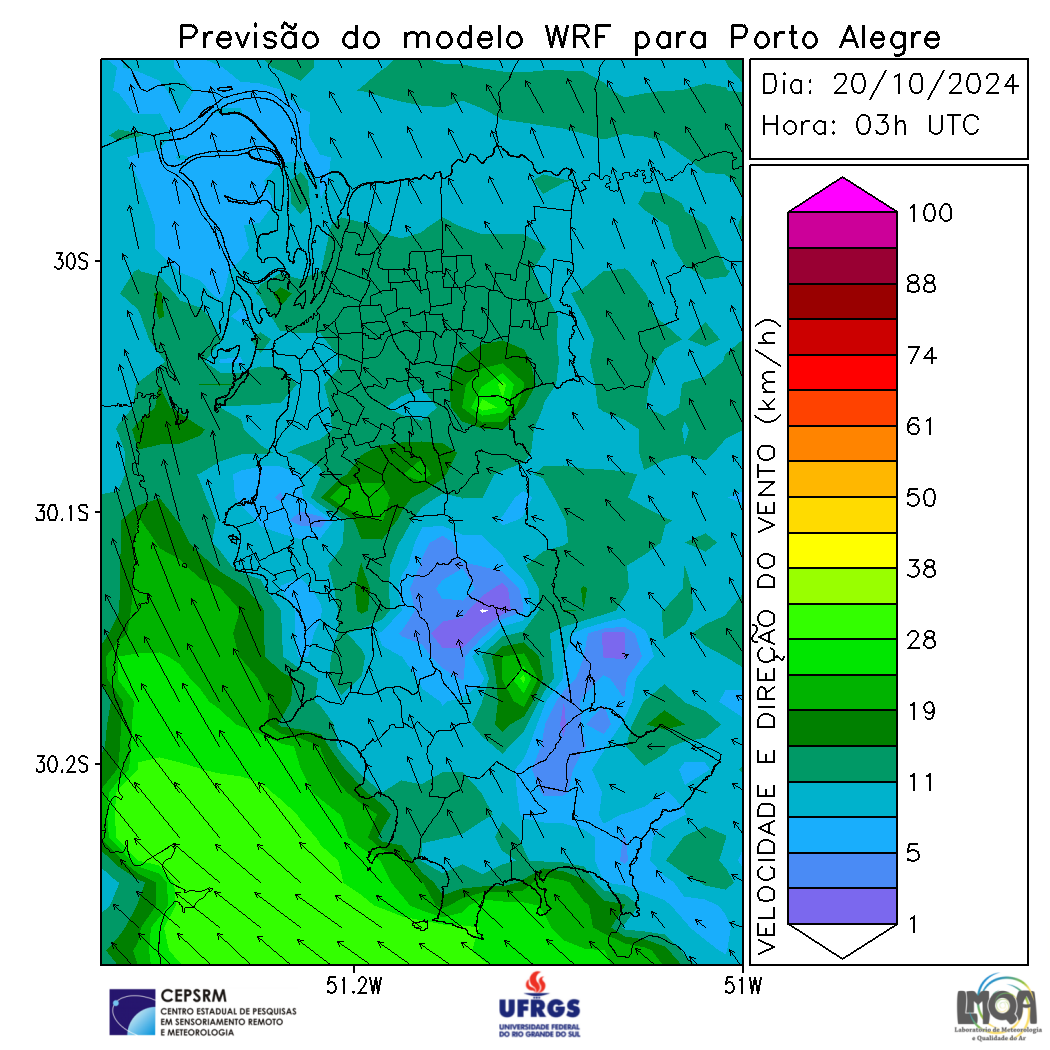 Previsão do modelo WRF para Porto Alegre
Dia: 20/10/2024
Hora: 03h UTC
30S
30.1S
30.2S
51.2W
51W
VELOCIDADE E DIREÇÃO DO VENTO (km/h)
100
88
74
61
50
38
28
19
11
5
1
CEPSRM
CENTRO ESTADUAL DE PESQUISAS
EM SENSORIAMENTO REMOTO
E METEOROLOGIA
UFRGS
UNIVERSIDADE FEDERAL
DO RIO GRANDE DO SUL
LMQA
Laboratório de Meteorologia
e Qualidade do Ar